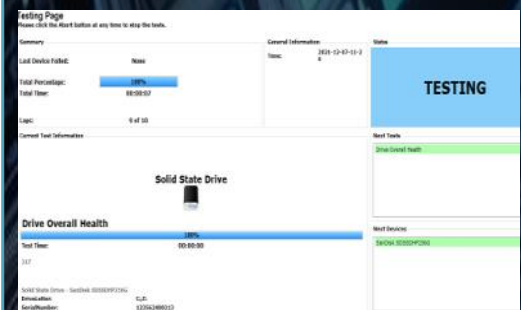 Testing Page
Please click the Abort button at any time to stop the tests.
Summary
Last Device Failed: None
Total Percentage: 100%
Total Time: 00:00:07
Laps: 9 of 10
General Information
Time:
Status
TESTING
Current Test Information
Solid State Drive
Drive Overall Health
100%
Test Time: 00:00:00
Next Tests
Drive Overall Health
Next Devices
Solid State Drive - SanDisk
DriveLetter: C:,D:
SerialNumber: